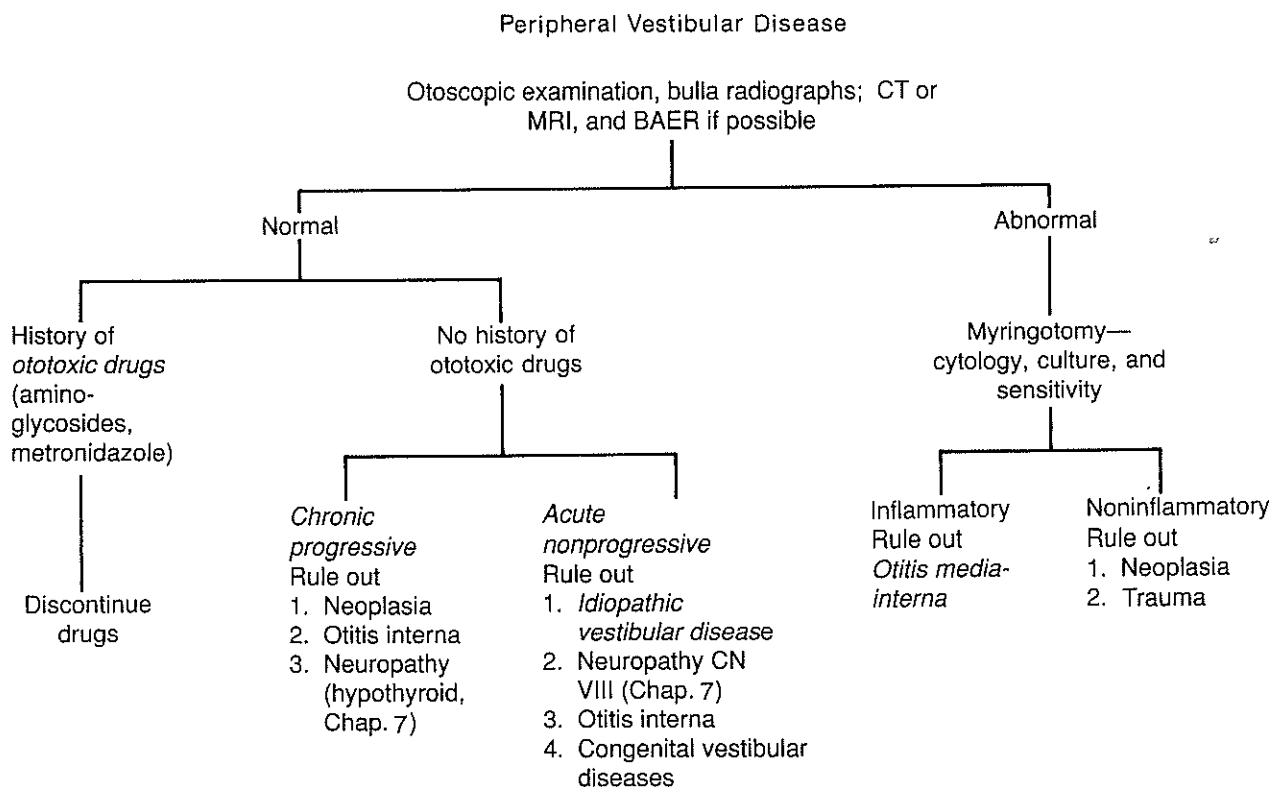 Peripheral Vestibular Disease
Otoscopic examination, bulla radiographs; CT or
MRI, and BAER if possible
Normal
Abnormal
History of
ototoxic drugs
(amino-
glycosides,
metronidazole)
No history of
ototoxic drugs
Myringotomy—
cytology, culture, and
sensitivity
Discontinue
drugs
Chronic
progressive
Rule out
1. Neoplasia
2. Otitis interna
3. Neuropathy
(hypothyroid,
Chap. 7)
Acute
nonprogressive
Rule out
1. Idiopathic
vestibular disease
2. Neuropathy CN
VIII (Chap. 7)
3. Otitis interna
4. Congenital vestibular
diseases
Inflammatory
Rule out
Otitis media-
interna
Noninflammatory
Rule out
1. Neoplasia
2. Trauma